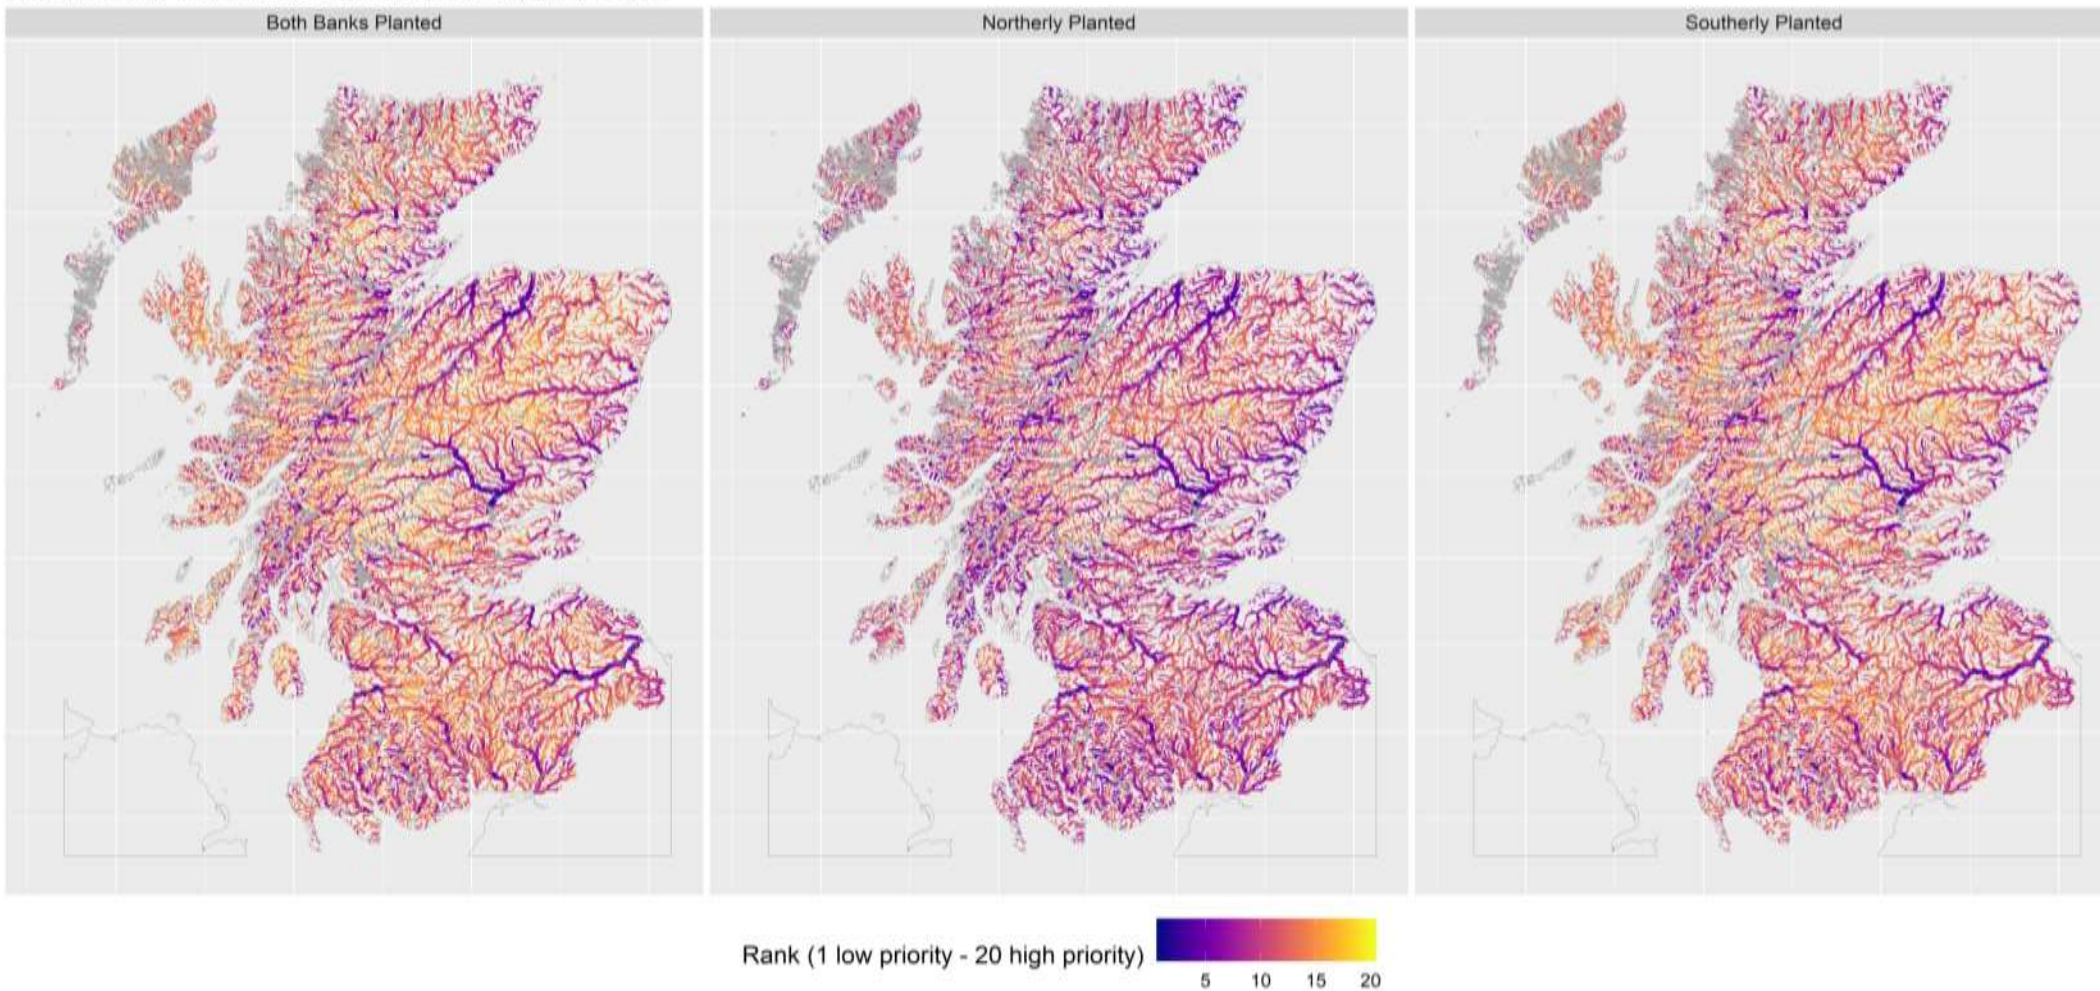 Both Banks Planted
Northerly Planted
Southerly Planted
Rank (1 low priority - 20 high priority)
5 10 15 20